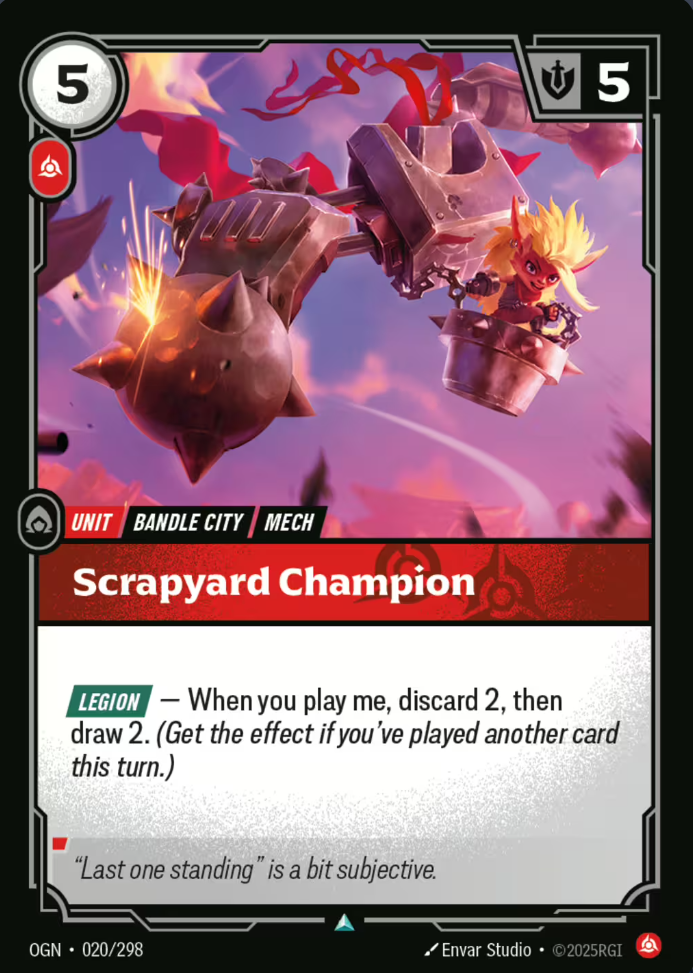 5
5
UNIT
BANDLE CITY
MECH
Scrapyard Champion
LEGION — When you play me, discard 2, then
draw 2. (Get the effect if you've played another card
this turn.)
“Last one standing” is a bit subjective.
OGN • 020/298
Envar Studio • ©2025RGI